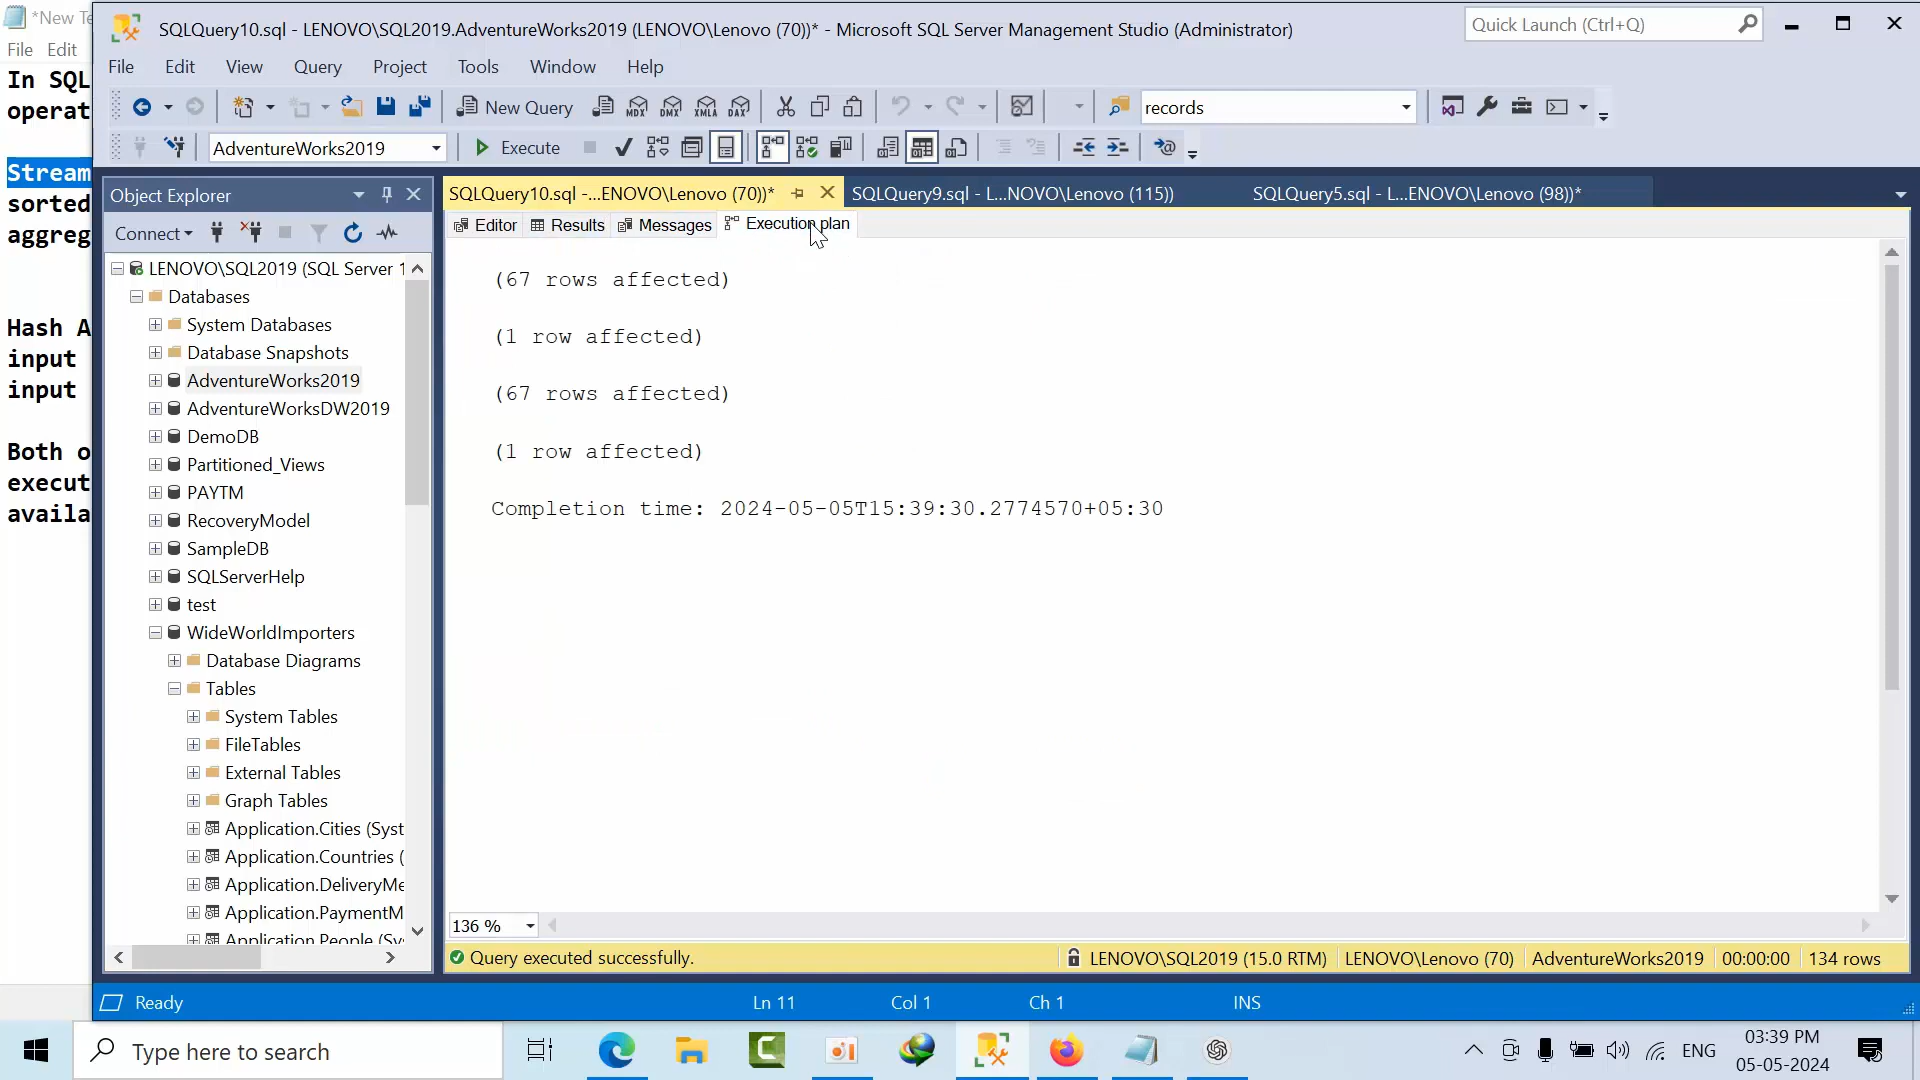 *New Te
File Edit
In SQL
operat
Stream
sorted
aggreg
Hash A
input
input
Both o
execut
availa
SQLQuery10.sql - LENOVO\SQL2019.AdventureWorks2019 (LENOVO\Lenovo (70))* - Microsoft SQL Server Management Studio (Administrator)
Quick Launch (Ctrl+Q)
File Edit View Query Project Tools Window Help
New Query MDX DMX XMLA DAX records
AdventureWorks2019 Execute
Object Explorer
Connect
LENOVO\SQL2019 (SQL Server 1
Databases
System Databases
Database Snapshots
AdventureWorks2019
AdventureWorksDW2019
DemoDB
Partitioned_Views
PAYTM
RecoveryModel
SampleDB
SQLServerHelp
test
WideWorldImporters
Database Diagrams
Tables
System Tables
FileTables
External Tables
Graph Tables
Application.Cities (Syst
Application.Countries (
Application.DeliveryMe
Application.PaymentM
Application.People (Sy
SQLQuery10.sql -...ENOVO\Lenovo (70))* SQLQuery9.sql - L...NOVO\Lenovo (115)) SQLQuery5.sql - L...ENOVO\Lenovo (98))*
Editor Results Messages Execution plan
(67 rows affected)
(1 row affected)
(67 rows affected)
(1 row affected)
Completion time: 2024-05-05T15:39:30.2774570+05:30
136 %
Query executed successfully. LENOVO\SQL2019 (15.0 RTM) LENOVO\Lenovo (70) AdventureWorks2019 00:00:00 134 rows
Ready Ln 11 Col 1 Ch 1 INS
Type here to search
ENG
03:39 PM
05-05-2024